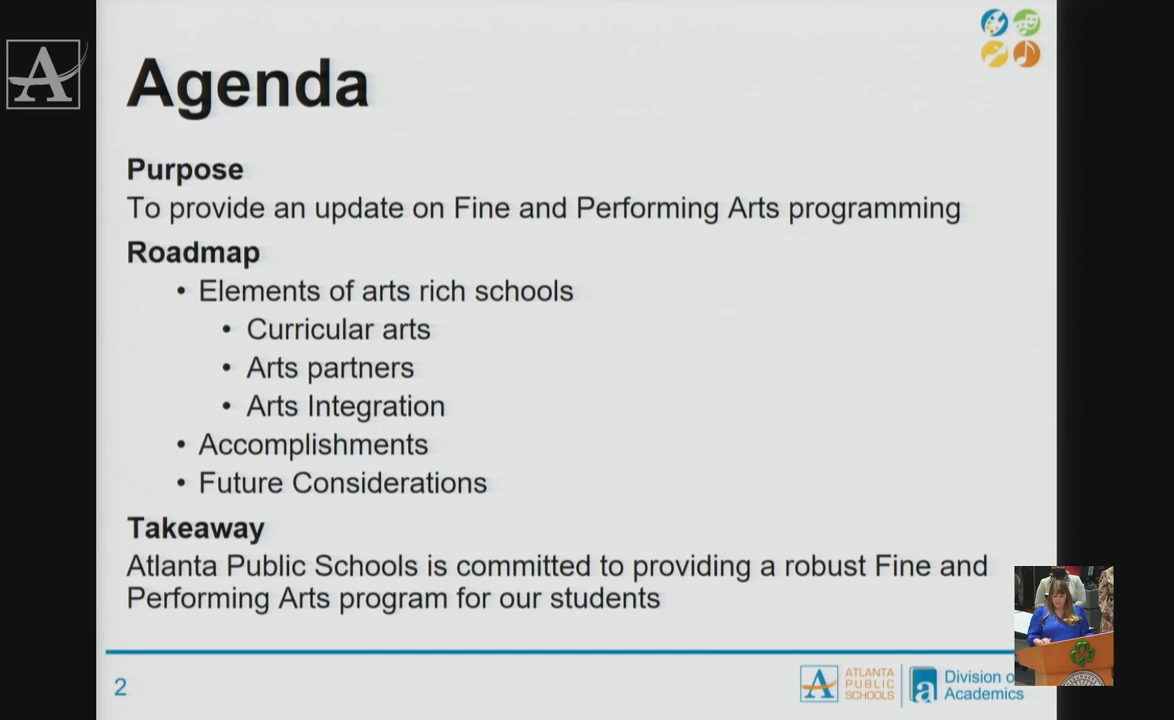 Agenda
Purpose
To provide an update on Fine and Performing Arts programming
Roadmap
• Elements of arts rich schools
• Curricular arts
• Arts partners
• Arts Integration
• Accomplishments
• Future Considerations
Takeaway
Atlanta Public Schools is committed to providing a robust Fine and
Performing Arts program for our students
2
ATLANTA
PUBLIC
SCHOOLS
Division o
Academics